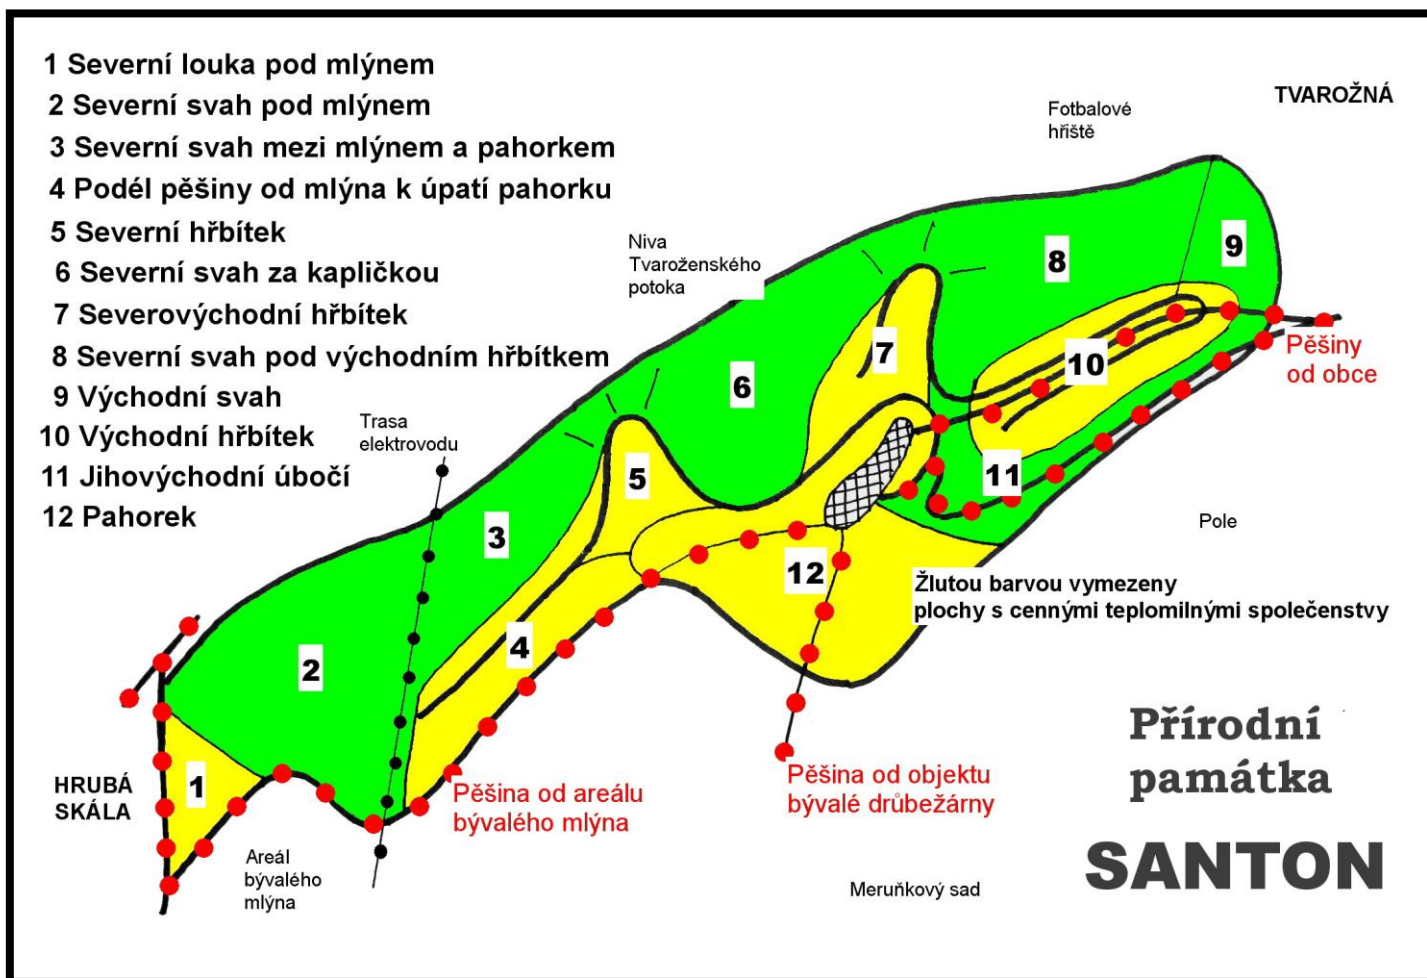 1 Severní louka pod mlýnem
2 Severní svah pod mlýnem
3 Severní svah mezi mlýnem a pahorkem
4 Podél pěšiny od mlýna k úpatí pahorku
5 Severní hřbítek
6 Severní svah za kapličkou
7 Severovýchodní hřbítek
8 Severní svah pod východním hřbítkem
9 Východní svah
10 Východní hřbítek
11 Jihovýchodní úbočí
12 Pahorek
TVAROŽNÁ
Fotbalové
hřiště
Niva
Tvaroženského
potoka
Trasa
elektrovodu
9
8
7
10
6
5
11
3
12
4
2
1
Pěšiny
od obce
Pole
Žlutou barvou vymezeny
plochy s cennými teplomilnými společenstvy
HRUBÁ
SKÁLA
Pěšina od areálu
bývalého mlýna
Pěšina od objektu
bývalé drůbežárny
Areál
bývalého
mlýna
Meruňkový sad
Přírodní
památka
SANTON